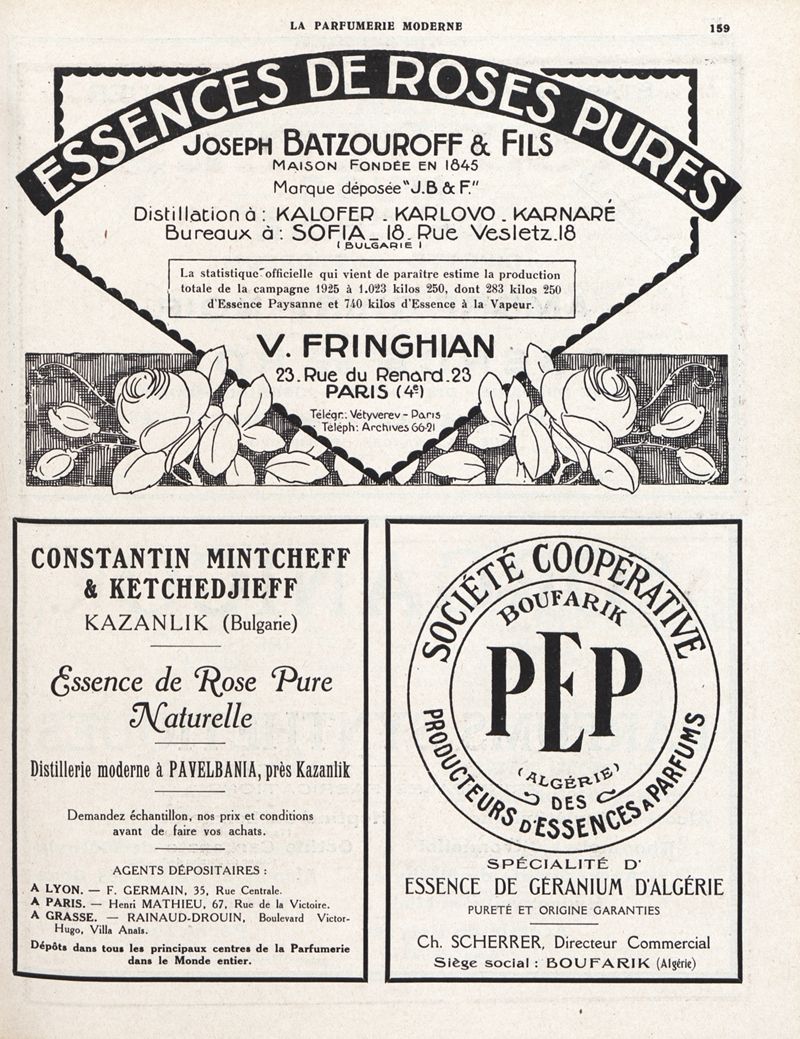 LA PARFUMERIE MODERNE
159
ESSENCES DE ROSES PURES
JOSEPH BATZOUROFF & FILS
MAISON FONDÉE EN 1845
Marque déposée "J.B & F."
Distillation à : KALOFER _ KARLOVO _ KARNARÉ
Bureaux à : SOFIA _ 18_ Rue Vesletz_18
( BULGARIE )
La statistique officielle qui vient de paraître estime la production
totale de la campagne 1925 à 1.023 kilos 250, dont 283 kilos 250
d'Essence Paysanne et 740 kilos d'Essence à la Vapeur.
V. FRINGHIAN
23_Rue du Renard_23
PARIS (4e)
Télégr.: Vétyverev - Paris
Téléph: Archives 66-21
CONSTANTIN MINTCHEFF
& KETCHEDJIEFF
KAZANLIK (Bulgarie)
Essence de Rose Pure
Naturelle
Distillerie moderne à PAVELBANIA, près Kazanlik
Demandez échantillon, nos prix et conditions
avant de faire vos achats.
AGENTS DÉPOSITAIRES :
A LYON. — F. GERMAIN, 35, Rue Centrale.
A PARIS. — Henri MATHIEU, 67, Rue de la Victoire.
A GRASSE. — RAINAUD-DROUIN, Boulevard Victor-
Hugo, Villa Anaïs.
Dépôts dans tous les principaux centres de la Parfumerie
dans le Monde entier.
SOCIÉTÉ COOPÉRATIVE
BOUFARIK
PEP
(ALGÉRIE)
DES
PRODUCTEURS D'ESSENCES A PARFUMS
SPÉCIALITÉ D'
ESSENCE DE GÉRANIUM D'ALGÉRIE
PURETÉ ET ORIGINE GARANTIES
Ch. SCHERRER, Directeur Commercial
Siège social : BOUFARIK (Algérie)